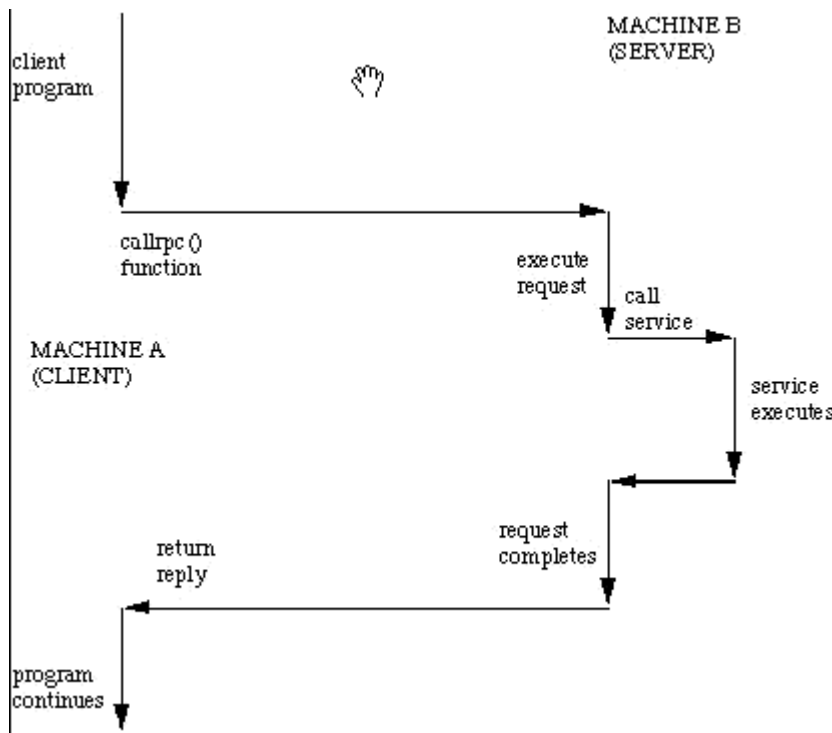 MACHINE B
(SERVER)
client
program
callrpc()
function
execute
request
call
service
MACHINE A
(CLIENT)
service
executes
request
completes
return
reply
program
continues